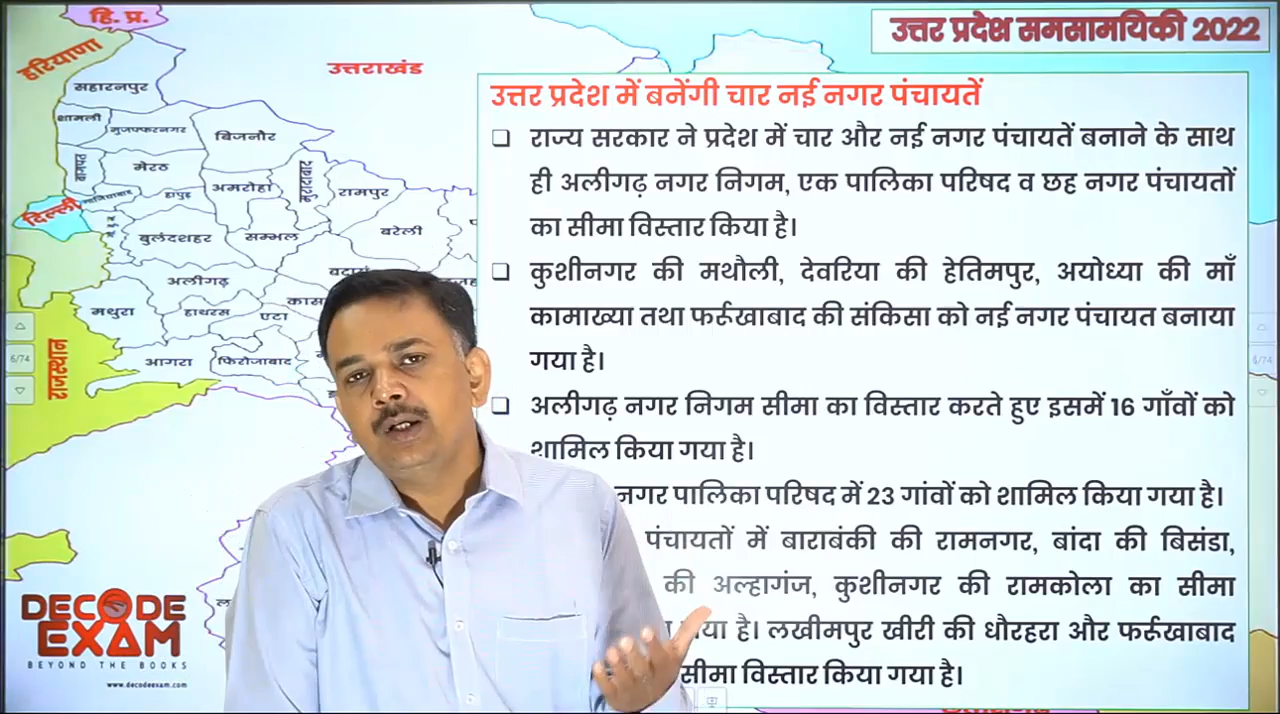 हि. प्र.
हरियाणा
उत्तराखंड
उत्तर प्रदेश समसामयिकी 2022
सहारनपुर
शामली
मुजफ्फरनगर
बिजनौर
बागपत
मेरठ
अमरोहा
मुरादाबाद
रामपुर
दिल्ली
गाजियाबाद
हापुड़
बुलंदशहर
सम्भल
बरेली
अलीगढ़
मथुरा
हाथरस
एटा
आगरा
फिरोजाबाद
राजस्थान
6/74
उत्तर प्रदेश में बनेंगी चार नई नगर पंचायतें
राज्य सरकार ने प्रदेश में चार और नई नगर पंचायतें बनाने के साथ
ही अलीगढ़ नगर निगम, एक पालिका परिषद व छह नगर पंचायतों
का सीमा विस्तार किया है।
कुशीनगर की मथौली, देवरिया की हेतिमपुर, अयोध्या की माँ
कामाख्या तथा फर्रूखाबाद की संकिसा को नई नगर पंचायत बनाया
गया है।
अलीगढ़ नगर निगम सीमा का विस्तार करते हुए इसमें 16 गाँवों को
शामिल किया गया है।
नगर पालिका परिषद में 23 गांवों को शामिल किया गया है।
पंचायतों में बाराबंकी की रामनगर, बांदा की बिसंडा,
की अल्हागंज, कुशीनगर की रामकोला का सीमा
गया है। लखीमपुर खीरी की धौरहरा और फर्रूखाबाद
सीमा विस्तार किया गया है।
DECODE
EXAM
BEYOND THE BOOKS
www.decodeexam.com